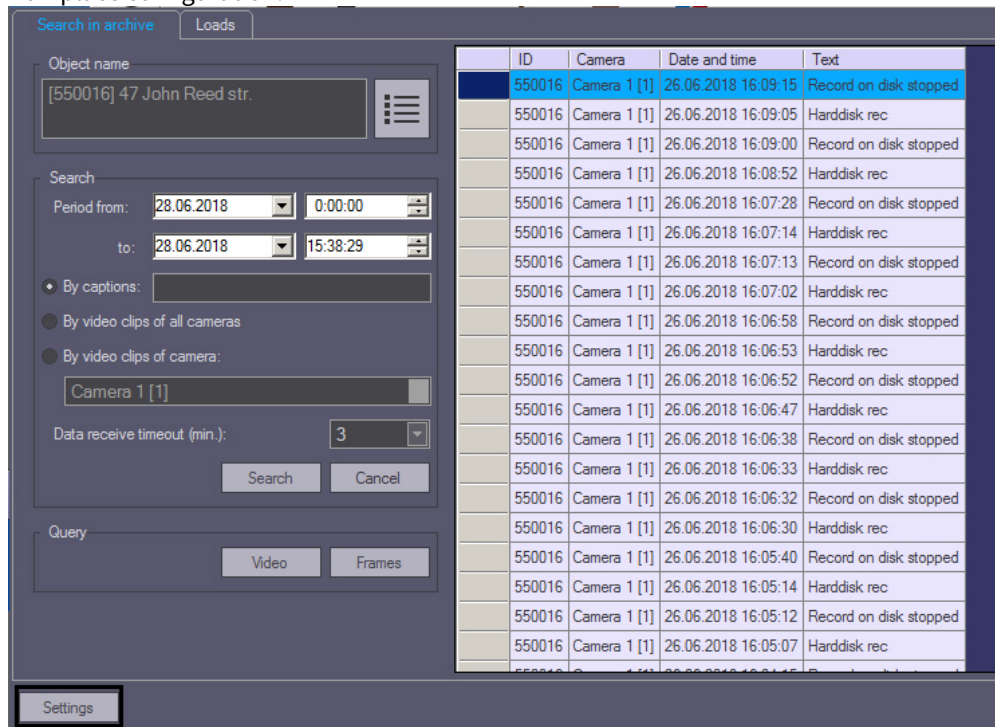 Search in archive Loads
Object name
[550016] 47 John Reed str.
Search
Period from: 28.06.2018 0:00:00
to: 28.06.2018 15:38:29
By captions:
By video clips of all cameras
By video clips of camera:
Camera 1 [1]
Data receive timeout (min.): 3
Search Cancel
Query
Video Frames
Settings
ID Camera Date and time Text
550016 Camera 1 [1] 26.06.2018 16:09:15 Record on disk stopped
550016 Camera 1 [1] 26.06.2018 16:09:05 Harddisk rec
550016 Camera 1 [1] 26.06.2018 16:09:00 Record on disk stopped
550016 Camera 1 [1] 26.06.2018 16:08:52 Harddisk rec
550016 Camera 1 [1] 26.06.2018 16:07:28 Record on disk stopped
550016 Camera 1 [1] 26.06.2018 16:07:14 Harddisk rec
550016 Camera 1 [1] 26.06.2018 16:07:13 Record on disk stopped
550016 Camera 1 [1] 26.06.2018 16:07:02 Harddisk rec
550016 Camera 1 [1] 26.06.2018 16:06:58 Record on disk stopped
550016 Camera 1 [1] 26.06.2018 16:06:53 Harddisk rec
550016 Camera 1 [1] 26.06.2018 16:06:52 Record on disk stopped
550016 Camera 1 [1] 26.06.2018 16:06:47 Harddisk rec
550016 Camera 1 [1] 26.06.2018 16:06:38 Record on disk stopped
550016 Camera 1 [1] 26.06.2018 16:06:33 Harddisk rec
550016 Camera 1 [1] 26.06.2018 16:06:32 Record on disk stopped
550016 Camera 1 [1] 26.06.2018 16:06:30 Harddisk rec
550016 Camera 1 [1] 26.06.2018 16:05:40 Record on disk stopped
550016 Camera 1 [1] 26.06.2018 16:05:14 Harddisk rec
550016 Camera 1 [1] 26.06.2018 16:05:12 Record on disk stopped
550016 Camera 1 [1] 26.06.2018 16:05:07 Harddisk rec